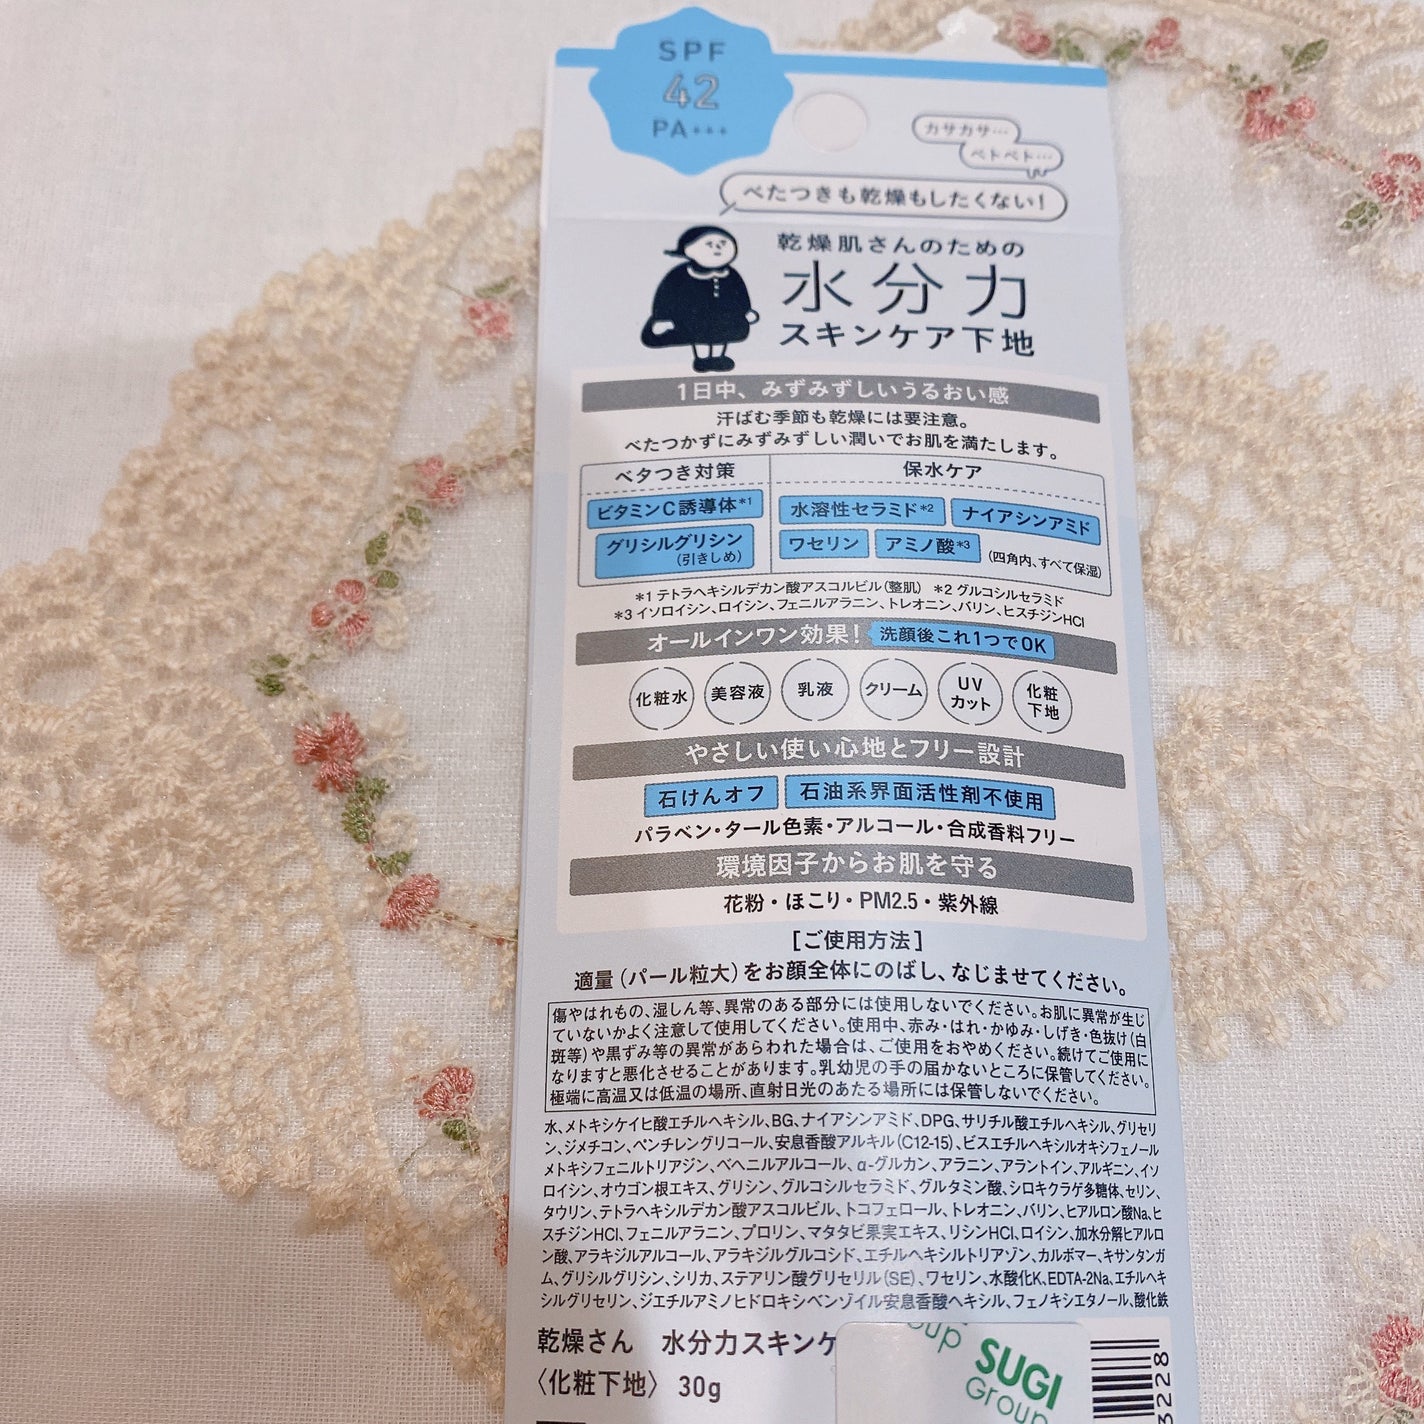 SPF
42
PA+++
カサカサ…
ベトベト…
べたつきも乾燥もしたくない!
乾燥肌さんのための
水分力
スキンケア下地
1日中、みずみずしいうるおい感
汗ばむ季節も乾燥には要注意。
べたつかずにみずみずしい潤いでお肌を満たします。
ベタつき対策 保水ケア
ビタミンC誘導体*1 水溶性セラミド*2 ナイアシンアミド
グリシルグリシン ワセリン アミノ酸*3 (四角内、すべて保湿)
(引きしめ)
*1 テトラヘキシルデカン酸アスコルビル(整肌) *2 グルコシルセラミド
*3 イソロイシン、ロイシン、フェニルアラニン、トレオニン、バリン、ヒスチジンHCl
オールインワン効果! 洗顔後これ1つでOK
化粧水 美容液 乳液 クリーム UVカット 化粧下地
やさしい使い心地とフリー設計
石けんオフ 石油系界面活性剤不使用
パラベン・タール色素・アルコール・合成香料フリー
環境因子からお肌を守る
花粉・ほこり・PM2.5・紫外線
[ご使用方法]
適量(パール粒大)をお顔全体にのばし、なじませてください。
傷やはれもの、湿しん等、異常のある部分には使用しないでください。お肌に異常が生じ
ていないかよく注意して使用してください。使用中、赤み・はれ・かゆみ・しげき・色抜け(白
斑等)や黒ずみ等の異常があらわれた場合は、ご使用をおやめください。続けてご使用に
なりますと悪化させることがあります。乳幼児の手の届かないところに保管してください。
極端に高温又は低温の場所、直射日光のあたる場所には保管しないでください。
水、メトキシケイヒ酸エチルヘキシル、BG、ナイアシンアミド、DPG、サリチル酸エチルヘキシル、グリセリ
ン、ジメチコン、ペンチレングリコール、安息香酸アルキル(C12-15)、ビスエチルヘキシルオキシフェノール
メトキシフェニルトリアジン、ベヘニルアルコール、α-グルカン、アラニン、アラントイン、アルギニン、イソ
ロイシン、オウゴン根エキス、グリシン、グルコシルセラミド、グルタミン酸、シロキクラゲ多糖体、セリン、
タウリン、テトラヘキシルデカン酸アスコルビル、トコフェロール、トレオニン、バリン、ヒアルロン酸Na、ヒ
スチジンHCl、フェニルアラニン、プロリン、マタタビ果実エキス、リシンHCl、ロイシン、加水分解ヒアルロ
ン酸、アラキジルアルコール、アラキジルグルコシド、エチルヘキシルトリアゾン、カルボマー、キサンタンガ
ム、グリシルグリシン、シリカ、ステアリン酸グリセリル(SE)、ワセリン、水酸化K、EDTA-2Na、エチルヘキ
シルグリセリン、ジエチルアミノヒドロキシベンゾイル安息香酸ヘキシル、フェノキシエタノール、酸化鉄
乾燥さん 水分力スキンケ
〈化粧下地〉 30g
oup
SUGI
Group
3228